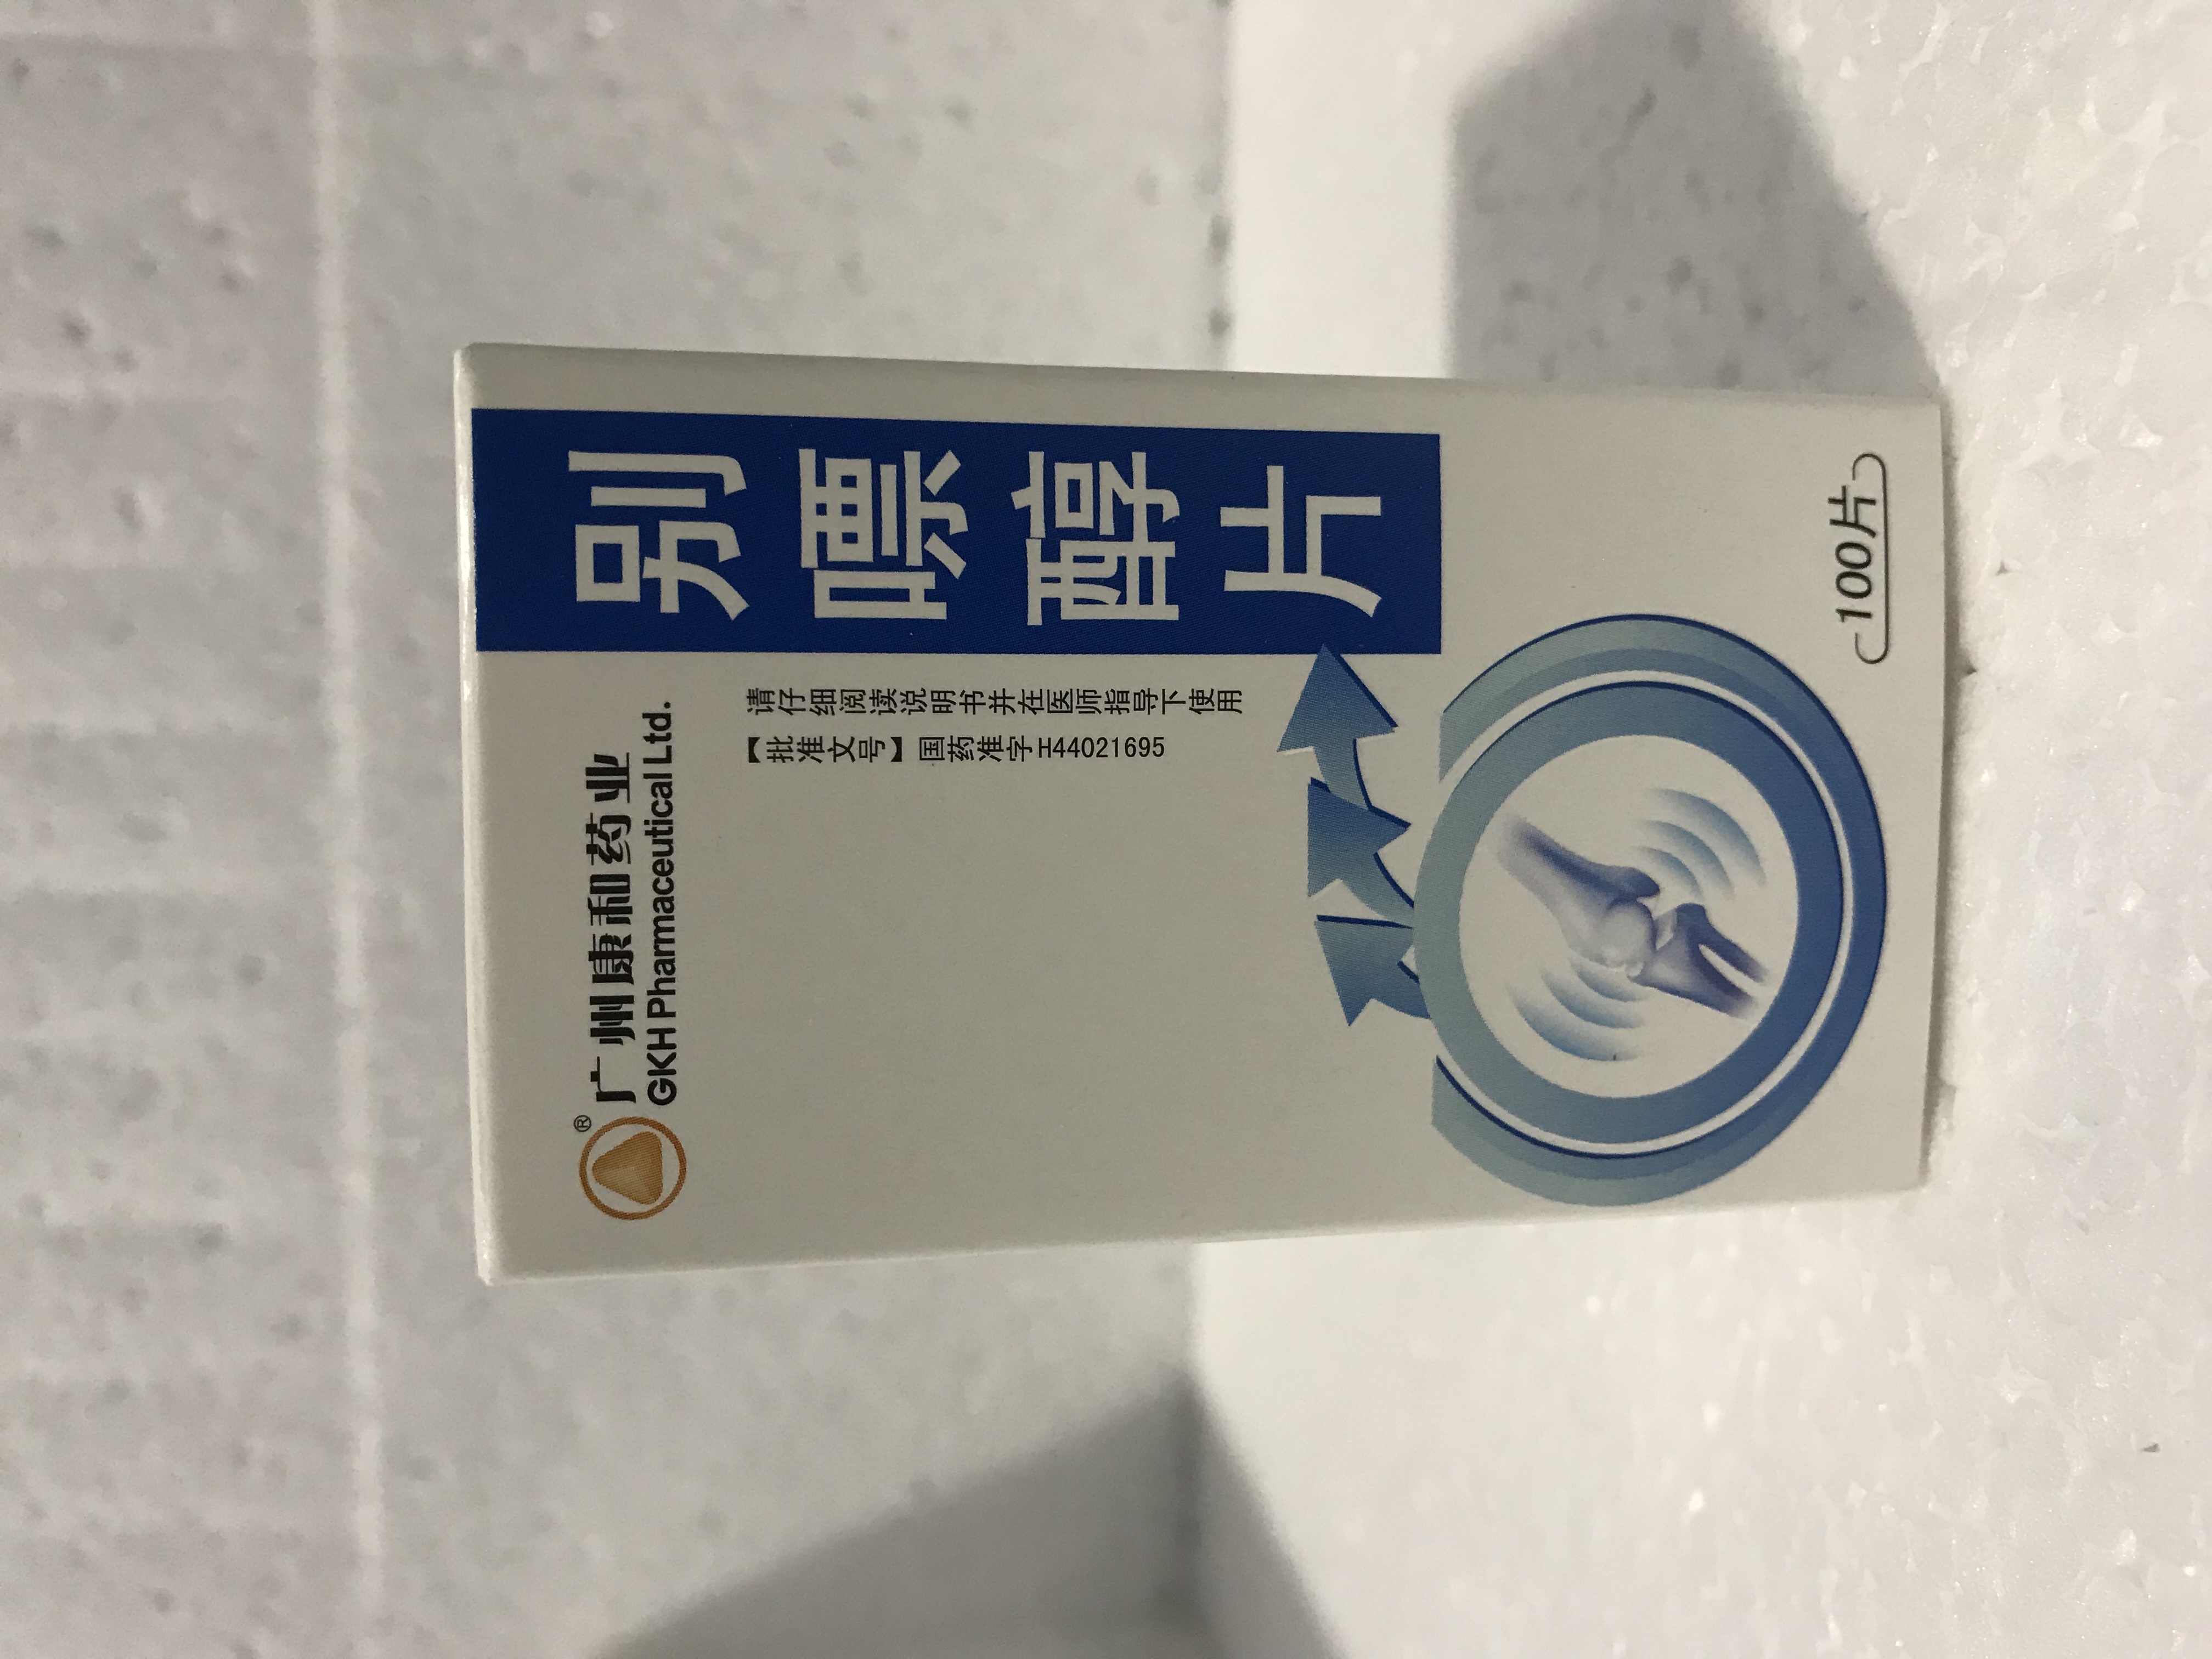 ®
广州康和药业
GKH Pharmaceutical Ltd.
别嘌醇片
请仔细阅读说明书并在医师指导下使用
【批准文号】国药准字H44021695
100片